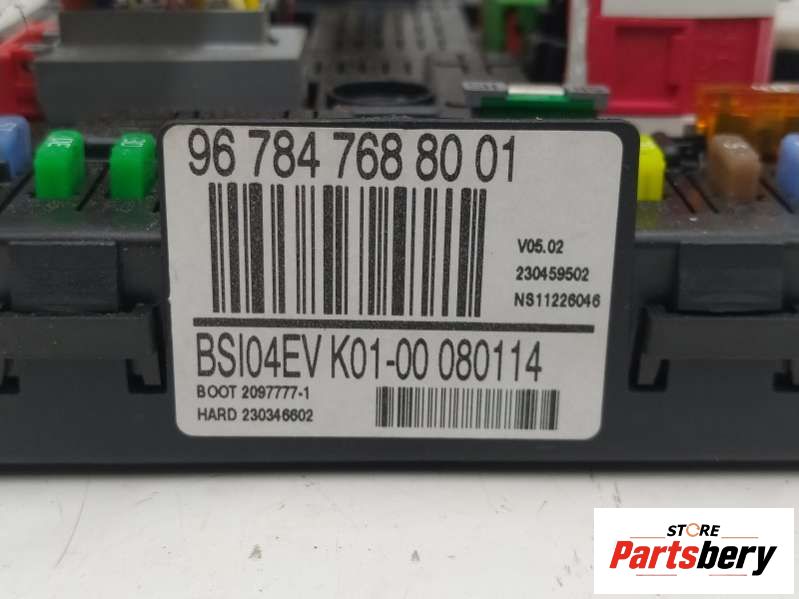 96 784 768 80 01
V05.02
230459502
NS11226046
BSI04EV K01-00 080114
BOOT 2097777-1
HARD 230346602
STORE
Partsbery